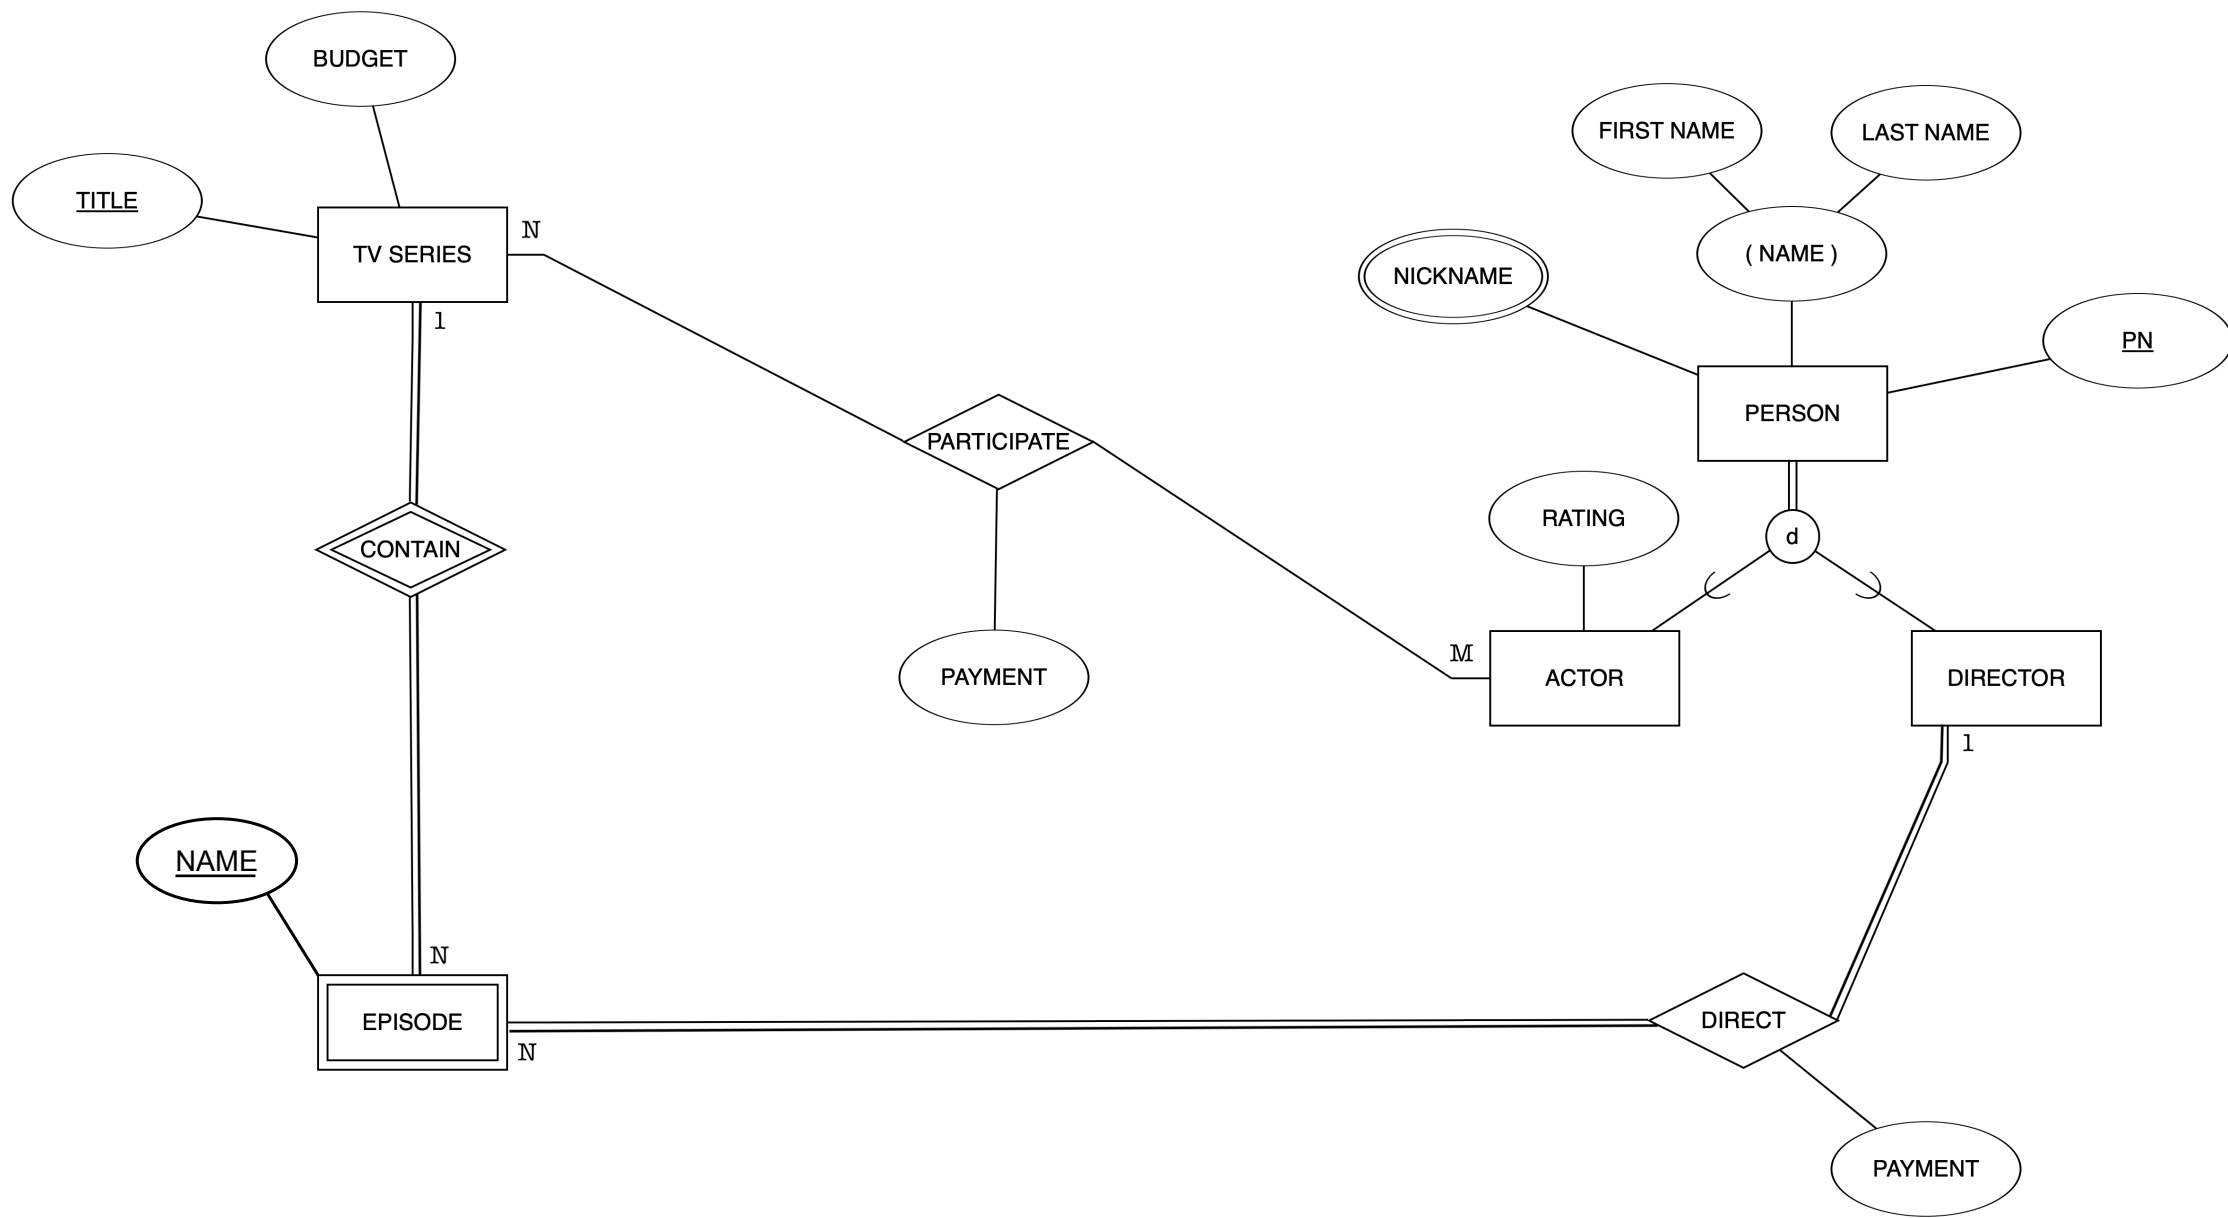 BUDGET
FIRST NAME
LAST NAME
TITLE
TV SERIES
N
( NAME )
NICKNAME
1
PN
PERSON
PARTICIPATE
RATING
d
CONTAIN
M
PAYMENT
ACTOR
DIRECTOR
1
NAME
N
EPISODE
N
DIRECT
PAYMENT